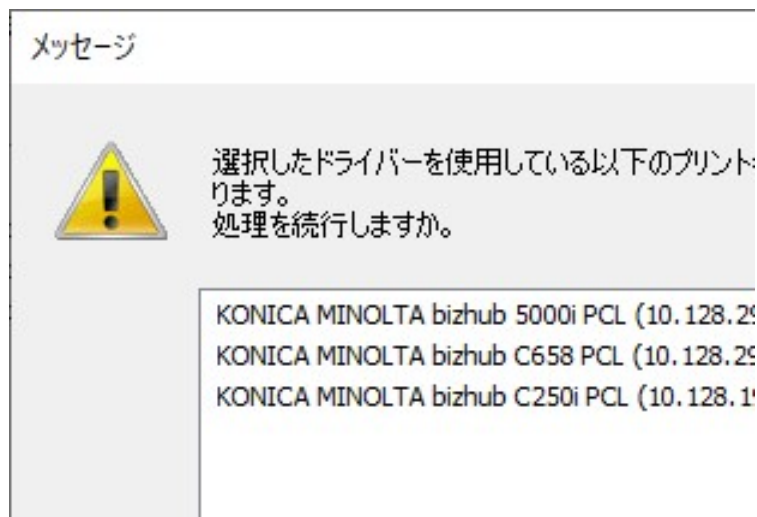 メッセージ
選択したドライバーを使用している以下のプリント
ります。
処理を続行しますか。
KONICA MINOLTA bizhub 5000i PCL (10.128.29
KONICA MINOLTA bizhub C658 PCL (10.128.29
KONICA MINOLTA bizhub C250i PCL (10.128.19